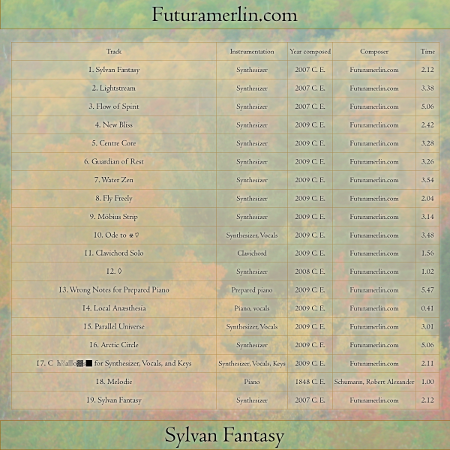 Futuramerlin.com
Track Instrumentation Year composed Composer Time
1. Sylvan Fantasy Synthesizer 2007 C. E. Futuramerlin.com 2.12
2. Lightstream Synthesizer 2007 C. E. Futuramerlin.com 3.38
3. Flow of Spirit Synthesizer 2007 C. E. Futuramerlin.com 5.06
4. New Bliss Synthesizer 2009 C. E. Futuramerlin.com 2.42
5. Centre Core Synthesizer 2009 C. E. Futuramerlin.com 3.28
6. Guardian of Rest Synthesizer 2009 C. E. Futuramerlin.com 3.26
7. Water Zen Synthesizer 2009 C. E. Futuramerlin.com 3.54
8. Fly Freely Synthesizer 2009 C. E. Futuramerlin.com 2.04
9. Möbius Strip Synthesizer 2009 C. E. Futuramerlin.com 3.14
10. Ode to Synthesizer, Vocals 2009 C. E. Futuramerlin.com 3.48
11. Clavichord Solo Clavichord 2009 C. E. Futuramerlin.com 1.56
12. ◊ Synthesizer 2008 C. E. Futuramerlin.com 1.02
13. Wrong Notes for Prepared Piano Prepared piano 2009 C. E. Futuramerlin.com 5.47
14. Local Anæsthesia Piano, vocals 2009 C. E. Futuramerlin.com 0.41
15. Parallel Universe Synthesizer, Vocals 2009 C. E. Futuramerlin.com 3.01
16. Arctic Circle Synthesizer 2009 C. E. Futuramerlin.com 3.06
17. C for Synthesizer, Vocals, and Keys Synthesizer, Vocals, Keys 2009 C. E. Futuramerlin.com 2.11
18. Melodie Piano 1848 C. E. Schumann, Robert Alexander 1.00
19. Sylvan Fantasy Synthesizer 2007 C. E. Futuramerlin.com 2.12
Sylvan Fantasy